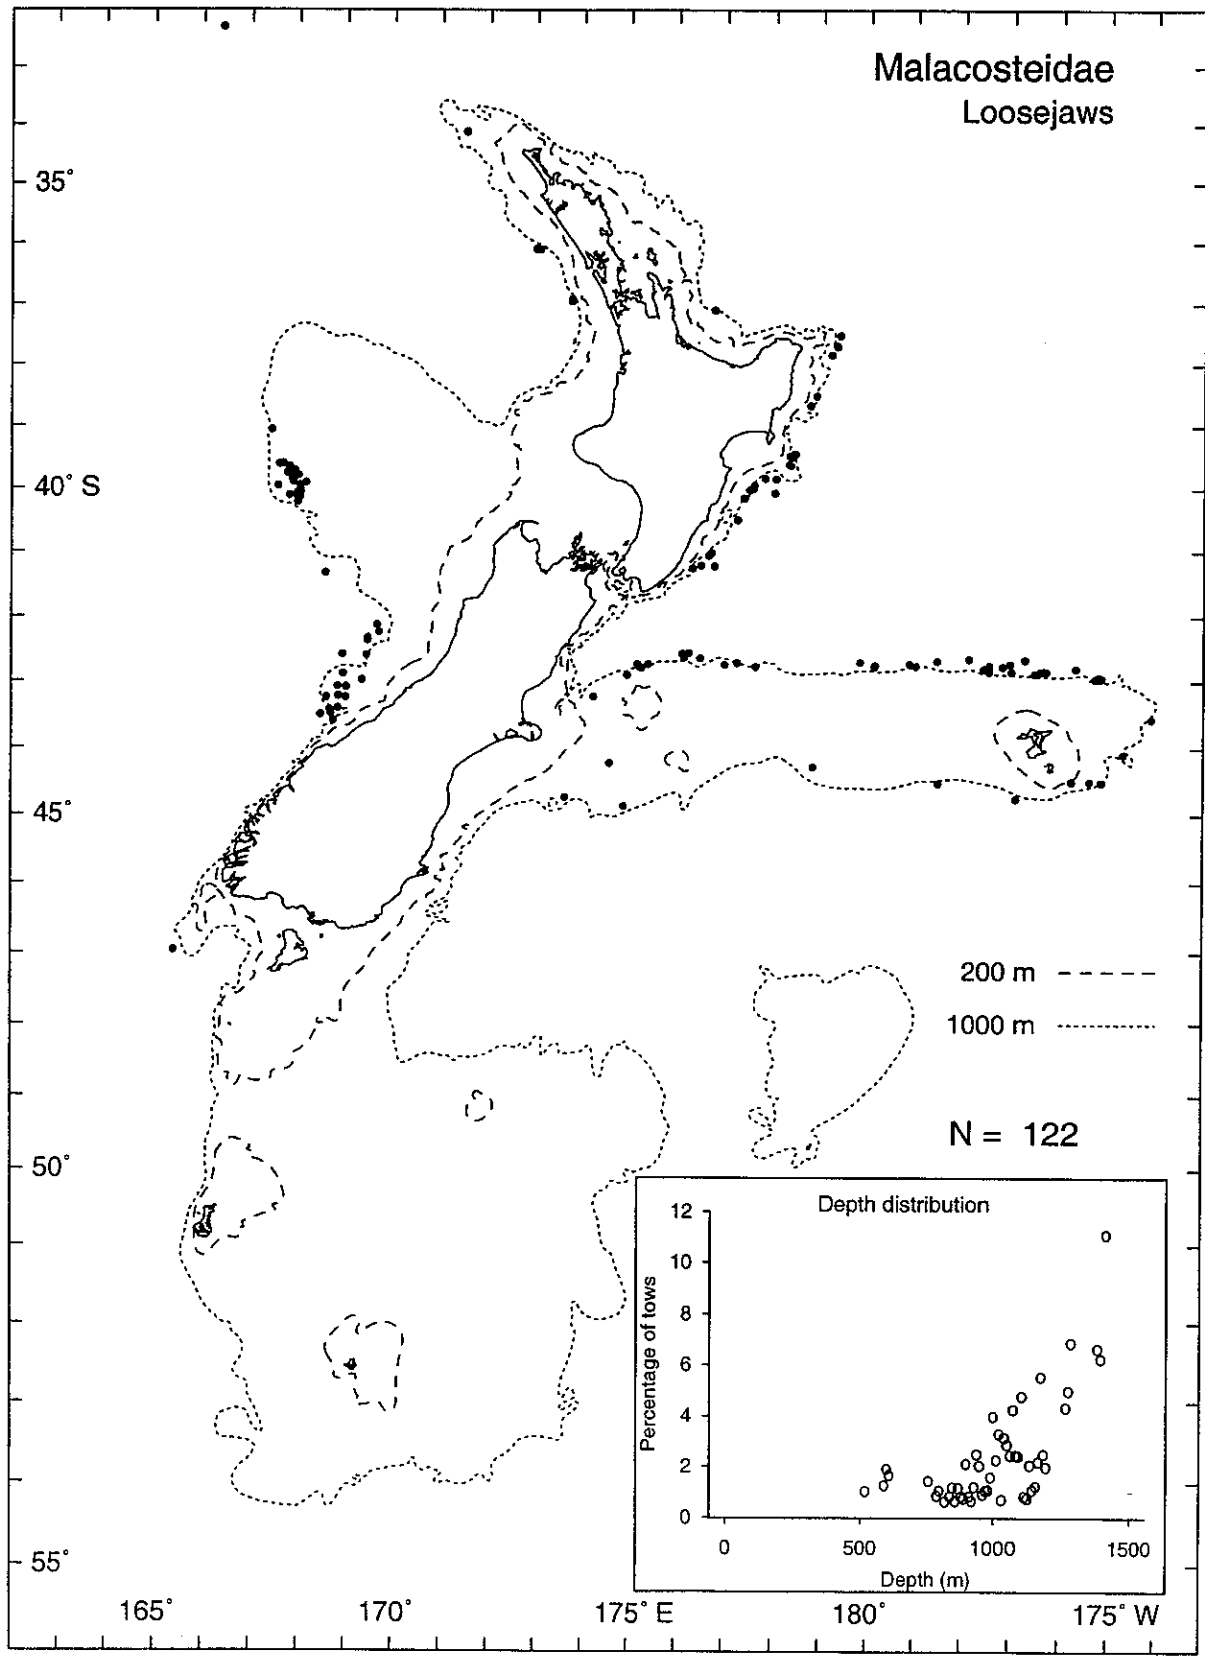 Malacosteidae
Loosejaws
35°
40° S
45°
200 m
1000 m
N = 122
50°
Depth distribution
12
10
8
6
4
2
0
Percentage of tows
0 500 1000 1500
Depth (m)
55°
165° 170° 175° E 180° 175° W